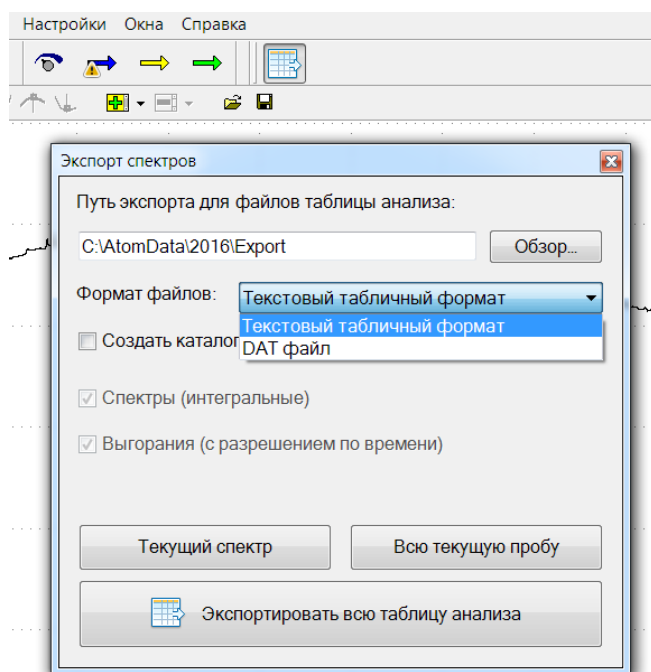 Настройки Окна Справка
Экспорт спектров
Путь экспорта для файлов таблицы анализа:
C:\AtomData\2016\Export
Обзор...
Формат файлов:
Текстовый табличный формат
Текстовый табличный формат
Создать каталог
DAT файл
Спектры (интегральные)
Выгорания (с разрешением по времени)
Текущий спектр
Всю текущую пробу
Экспортировать всю таблицу анализа